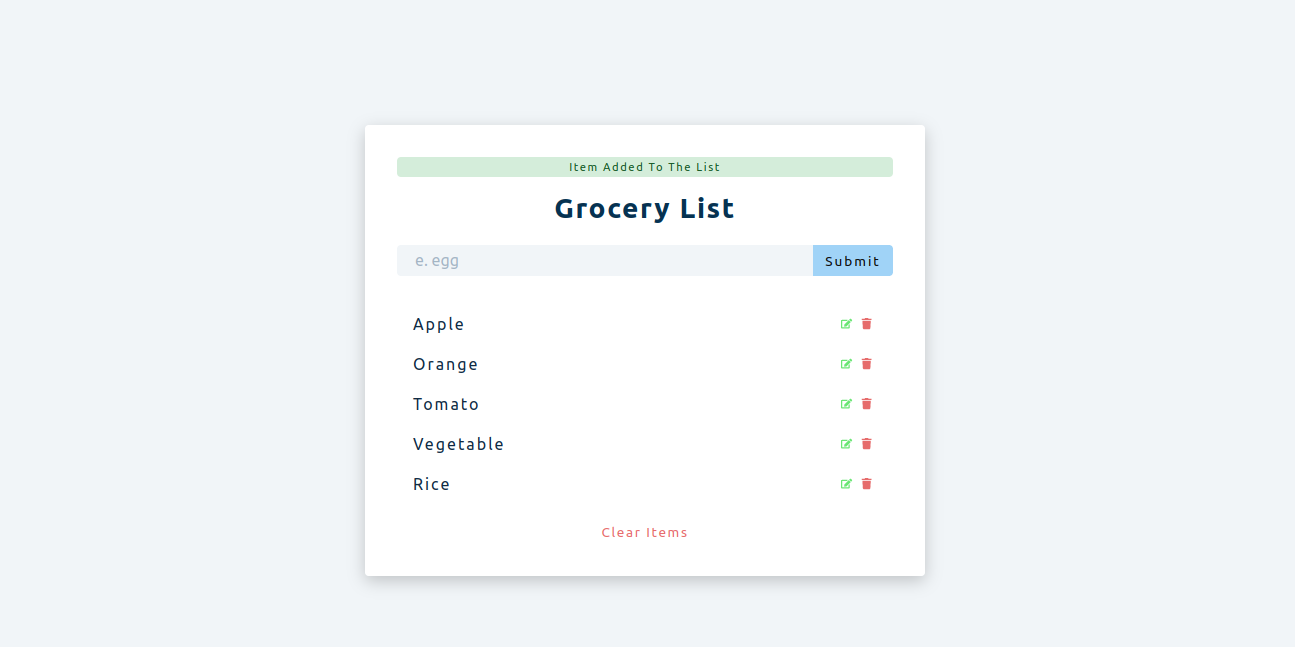 Item Added To The List
Grocery List
e. egg
Submit
Apple
Orange
Tomato
Vegetable
Rice
Clear Items